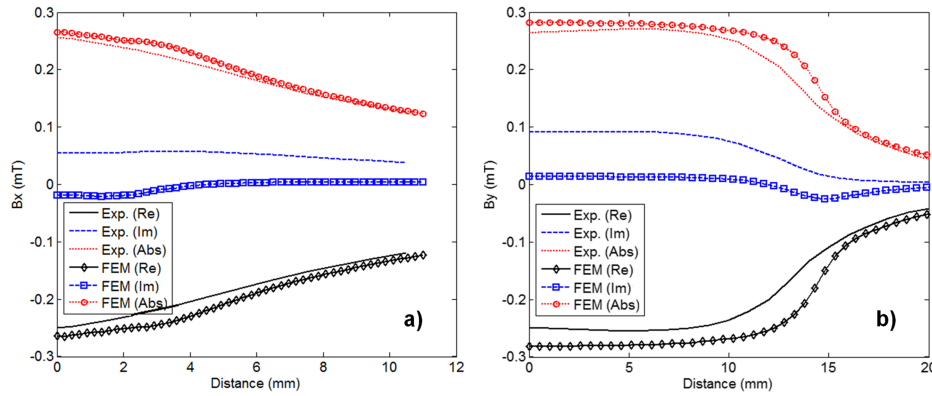 0.3
0.2
0.1
0
-0.1
-0.2
-0.3
Bx (mT)
0
2
4
6
8
10
12
Distance (mm)
Exp. (Re)
Exp. (Im)
Exp. (Abs)
FEM (Re)
FEM (Im)
FEM (Abs)
a)
0.3
0.2
0.1
0
-0.1
-0.2
-0.3
By (mT)
0
5
10
15
20
Distance (mm)
Exp. (Re)
Exp. (Im)
Exp. (Abs)
FEM (Re)
FEM (Im)
FEM (Abs)
b)